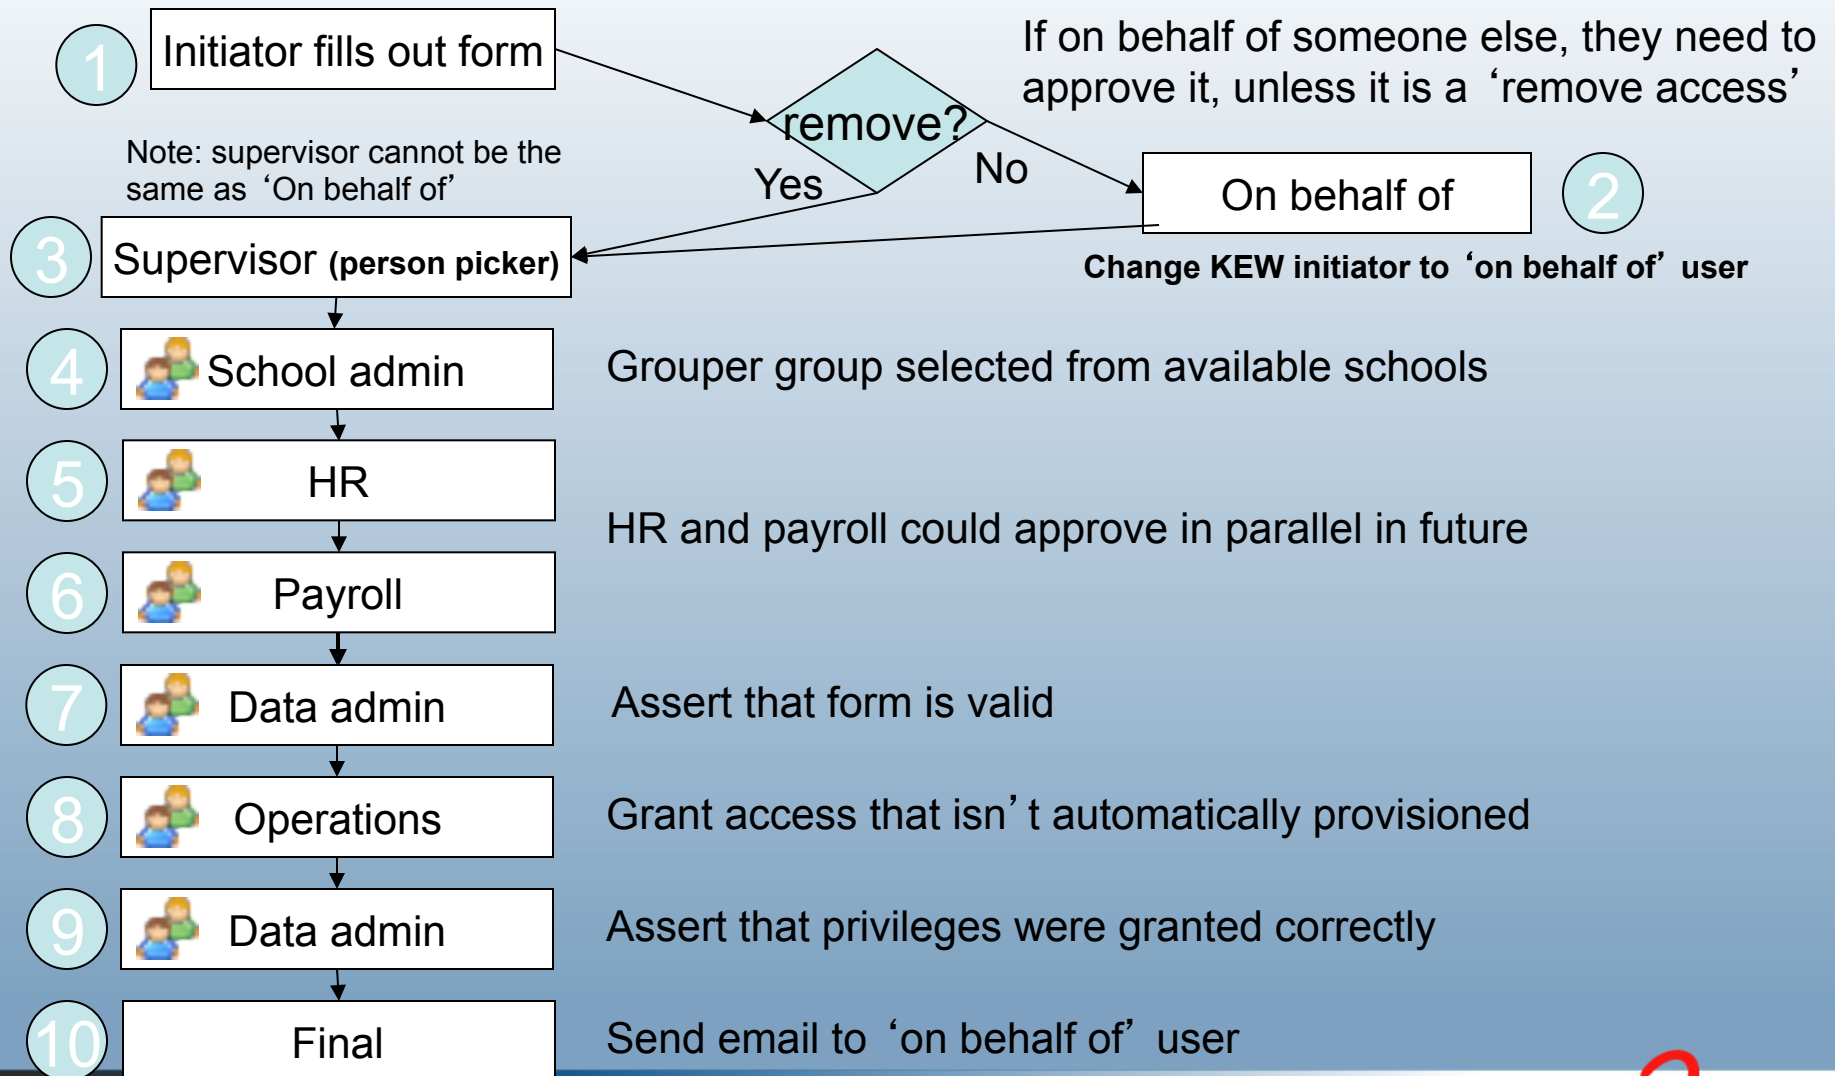 1
Initiator fills out form
If on behalf of someone else, they need to
approve it, unless it is a ‘remove access’
remove?
Note: supervisor cannot be the
same as ‘On behalf of’
Yes
No
On behalf of
2
3
Supervisor (person picker)
Change KEW initiator to ‘on behalf of’ user
4
School admin
Grouper group selected from available schools
5
HR
HR and payroll could approve in parallel in future
6
Payroll
7
Data admin
Assert that form is valid
8
Operations
Grant access that isn’t automatically provisioned
9
Data admin
Assert that privileges were granted correctly
10
Final
Send email to ‘on behalf of’ user